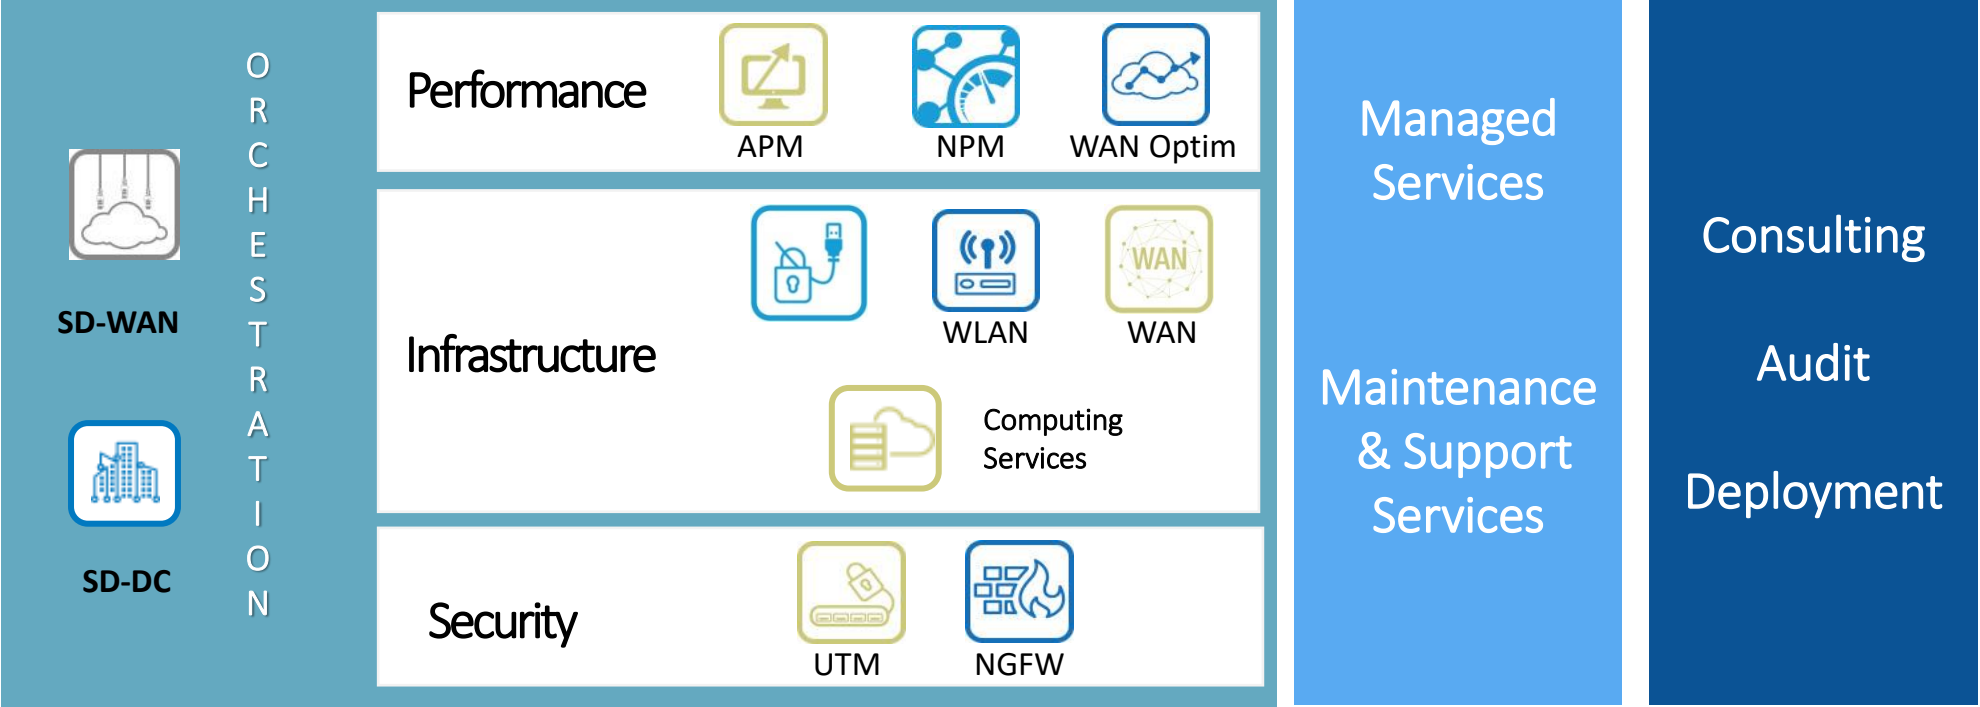 SD-WAN
SD-DC
ORCHESTRATION
Performance
APM
NPM
WAN Optim
Infrastructure
WLAN
WAN
WAN
Computing
Services
Security
UTM
NGFW
Managed
Services
Maintenance
& Support
Services
Consulting
Audit
Deployment